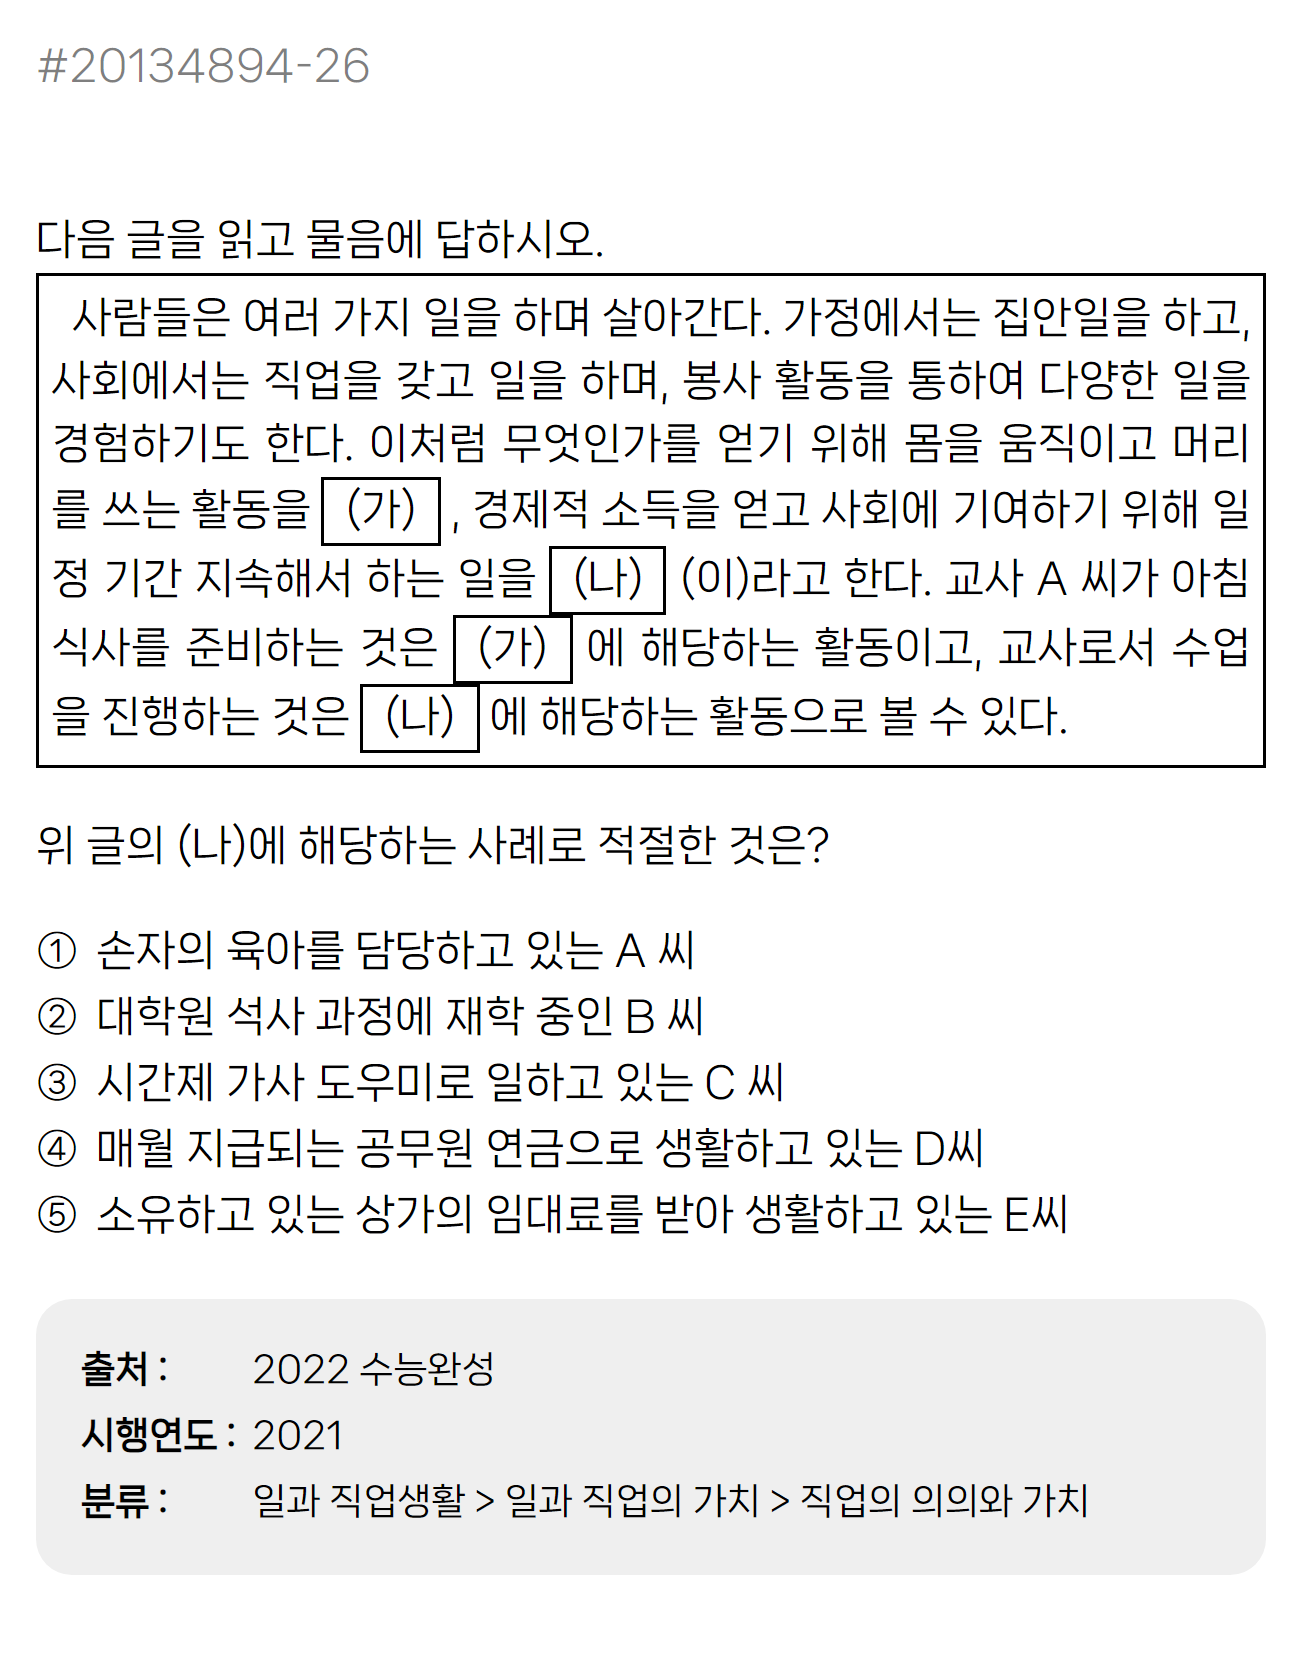 #20134894-26
다음 글을 읽고 물음에 답하시오.
사람들은 여러 가지 일을 하며 살아간다. 가정에서는 집안일을 하고,
사회에서는 직업을 갖고 일을 하며, 봉사 활동을 통하여 다양한 일을
경험하기도 한다. 이처럼 무엇인가를 얻기 위해 몸을 움직이고 머리
를 쓰는 활동을 (가) , 경제적 소득을 얻고 사회에 기여하기 위해 일
정 기간 지속해서 하는 일을 (나) (이)라고 한다. 교사 A 씨가 아침
식사를 준비하는 것은 (가) 에 해당하는 활동이고, 교사로서 수업
을 진행하는 것은 (나) 에 해당하는 활동으로 볼 수 있다.
위 글의 (나)에 해당하는 사례로 적절한 것은?
① 손자의 육아를 담당하고 있는 A 씨
② 대학원 석사 과정에 재학 중인 B 씨
③ 시간제 가사 도우미로 일하고 있는 C 씨
④ 매월 지급되는 공무원 연금으로 생활하고 있는 D씨
⑤ 소유하고 있는 상가의 임대료를 받아 생활하고 있는 E씨
출처 : 2022 수능완성
시행연도 : 2021
분류 : 일과 직업생활 > 일과 직업의 가치 > 직업의 의의와 가치